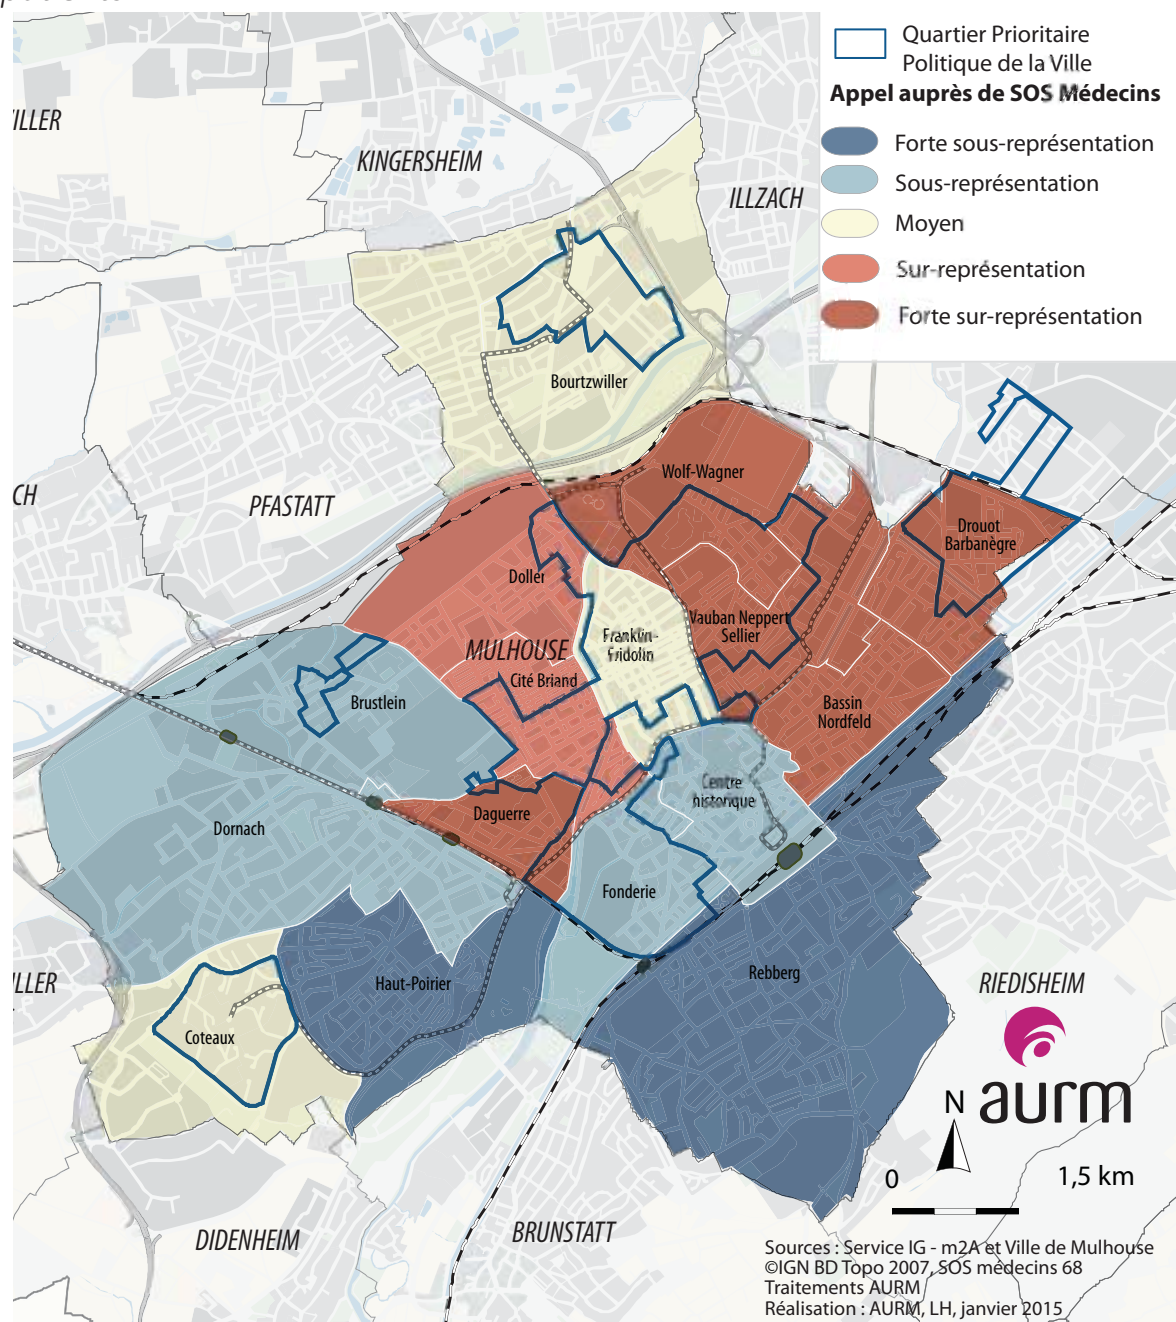 Quartier Prioritaire
Politique de la Ville
Appel auprès de SOS Médecins
Forte sous-représentation
Sous-représentation
Moyen
Sur-représentation
Forte sur-représentation
ILLER
KINGERSHEIM
ILLZACH
Bourtzwiller
Wolf-Wagner
CH
PFASTATT
Drouot
Barbanègre
Doller
Vauban Neppert
Sellier
Franklin-
Fridolin
MULHOUSE
Cité Briand
Brustlein
Bassin
Nordfeld
Centre
historique
Daguerre
Dornach
Fonderie
Rebberg
Haut-Poirier
ILLER
RIEDISHEIM
Coteaux
aurm
N
0
1,5 km
DIDENHEIM
BRUNSTATT
Sources : Service IG - m2A et Ville de Mulhouse
©IGN BD Topo 2007, SOS médecins 68
Traitements AURM
Réalisation : AURM, LH, janvier 2015